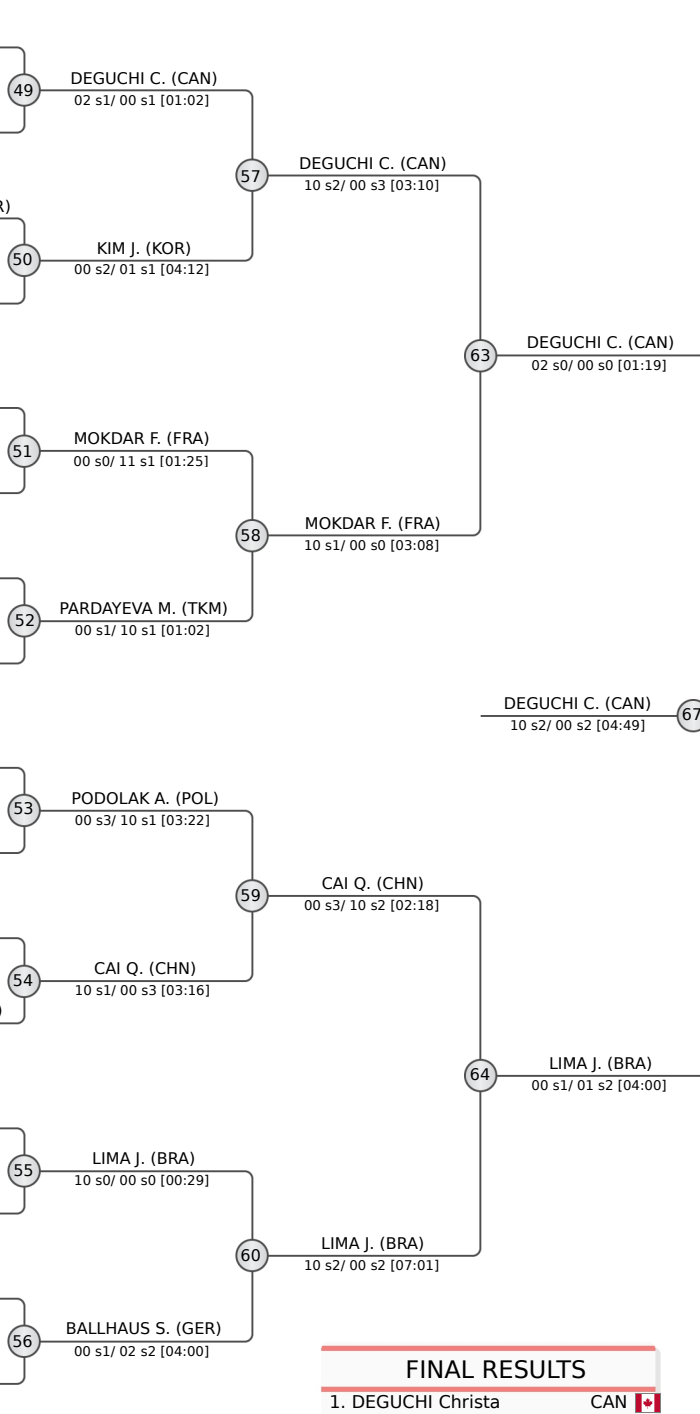 49
DEGUCHI C. (CAN)
02 s1/ 00 s1 [01:02]
57
DEGUCHI C. (CAN)
10 s2/ 00 s3 [03:10]
R)
50
KIM J. (KOR)
00 s2/ 01 s1 [04:12]
63
DEGUCHI C. (CAN)
02 s0/ 00 s0 [01:19]
51
MOKDAR F. (FRA)
00 s0/ 11 s1 [01:25]
58
MOKDAR F. (FRA)
10 s1/ 00 s0 [03:08]
52
PARDAYEVA M. (TKM)
00 s1/ 10 s1 [01:02]
DEGUCHI C. (CAN)
10 s2/ 00 s2 [04:49]
67
53
PODOLAK A. (POL)
00 s3/ 10 s1 [03:22]
59
CAI Q. (CHN)
00 s3/ 10 s2 [02:18]
54
CAI Q. (CHN)
10 s1/ 00 s3 [03:16]
)
64
LIMA J. (BRA)
00 s1/ 01 s2 [04:00]
55
LIMA J. (BRA)
10 s0/ 00 s0 [00:29]
60
LIMA J. (BRA)
10 s2/ 00 s2 [07:01]
56
BALLHAUS S. (GER)
00 s1/ 02 s2 [04:00]
FINAL RESULTS
1. DEGUCHI Christa CAN